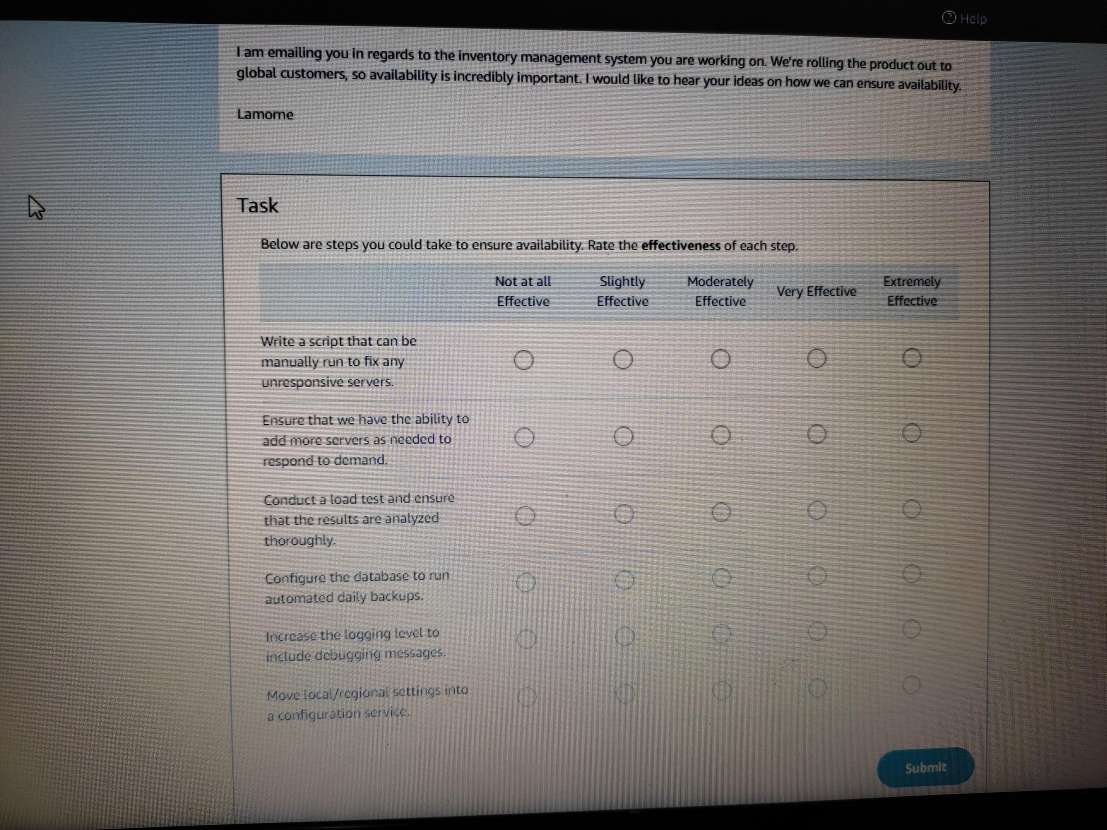 Help
I am emailing you in regards to the inventory management system you are working on. We're rolling the product out to
global customers, so availability is incredibly important. I would like to hear your ideas on how we can ensure availability.
Lamorne
Task
Below are steps you could take to ensure availability. Rate the effectiveness of each step.
Not at all Effective
Slightly Effective
Moderately Effective
Very Effective
Extremely Effective
Write a script that can be
manually run to fix any
unresponsive servers.
Ensure that we have the ability to
add more servers as needed to
respond to demand.
Conduct a load test and ensure
that the results are analyzed
thoroughly.
Configure the database to run
automated daily backups.
Increase the logging level to
include debugging messages.
Move local/regional settings into
a configuration service.
Submit